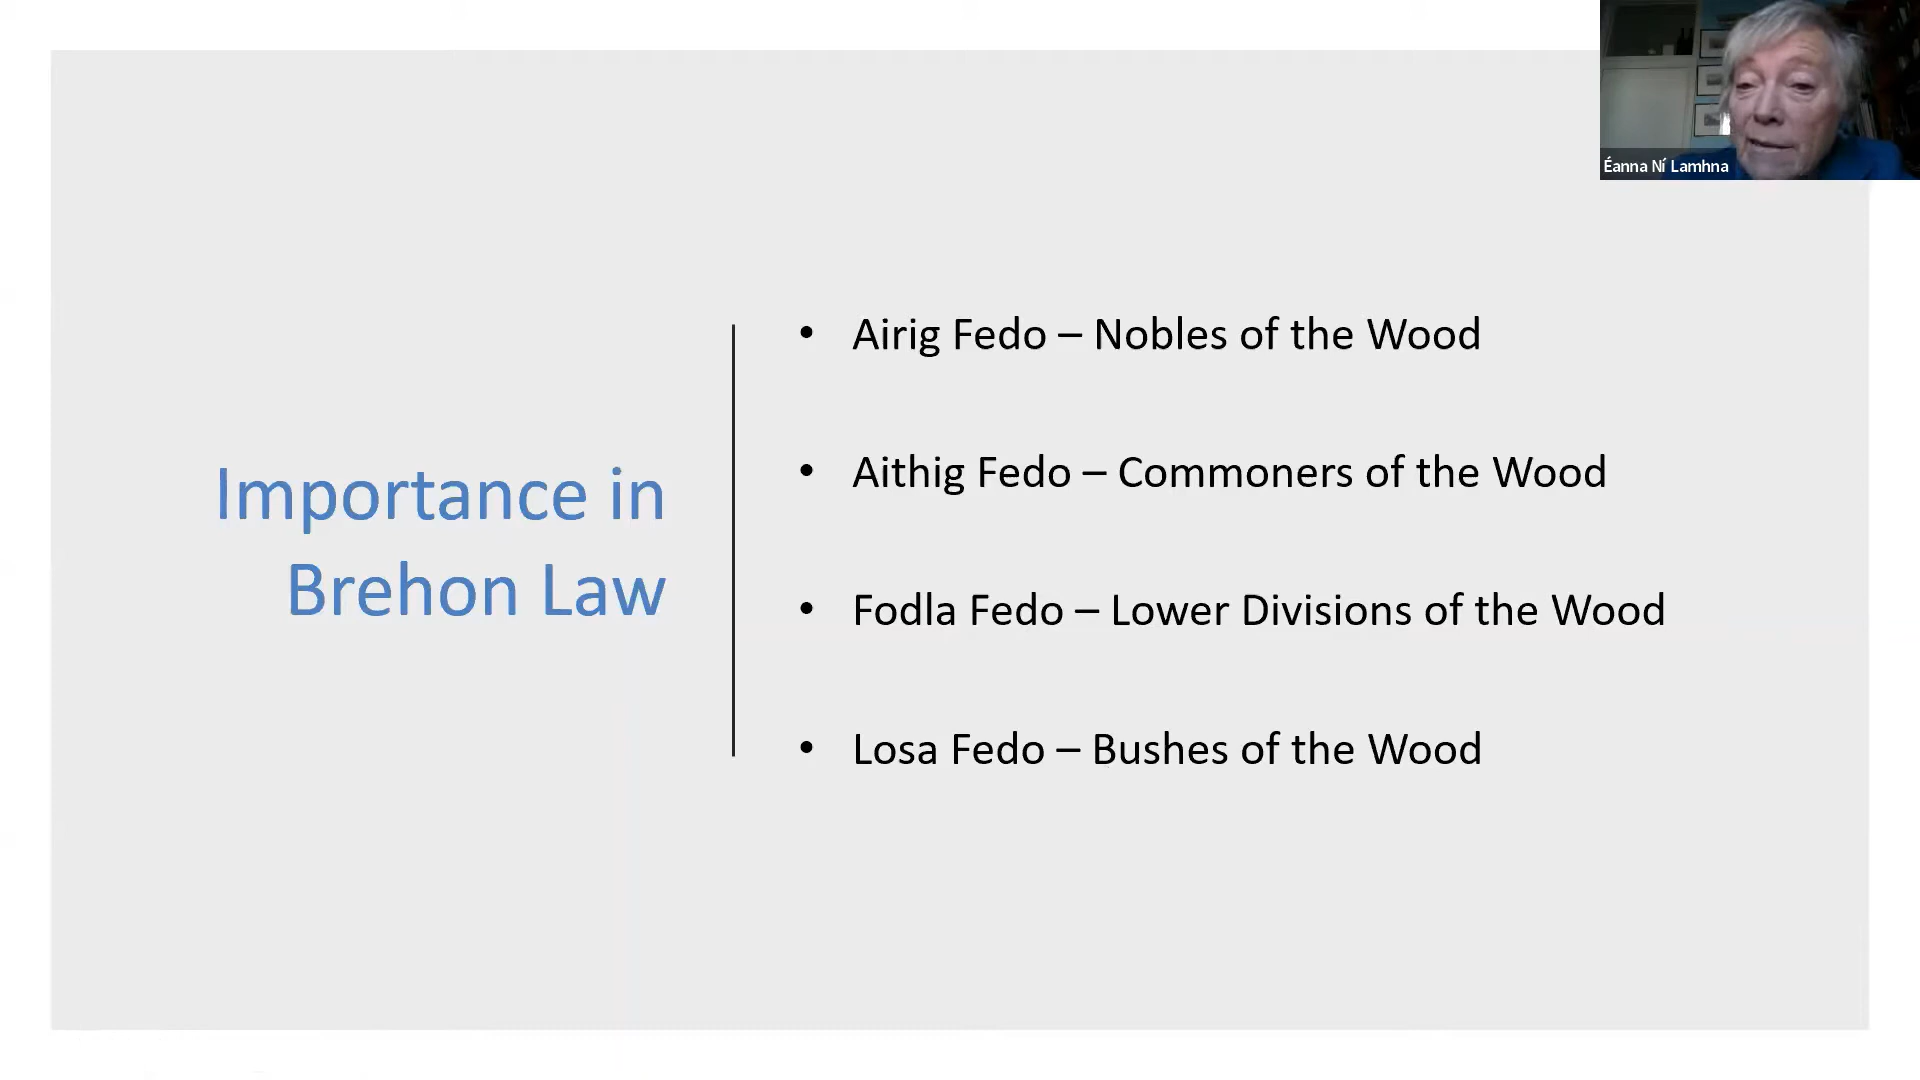 Éanna Ní Lamhna
Importance in
Brehon Law
• Airig Fedo – Nobles of the Wood
• Aithig Fedo – Commoners of the Wood
• Fodla Fedo – Lower Divisions of the Wood
• Losa Fedo – Bushes of the Wood